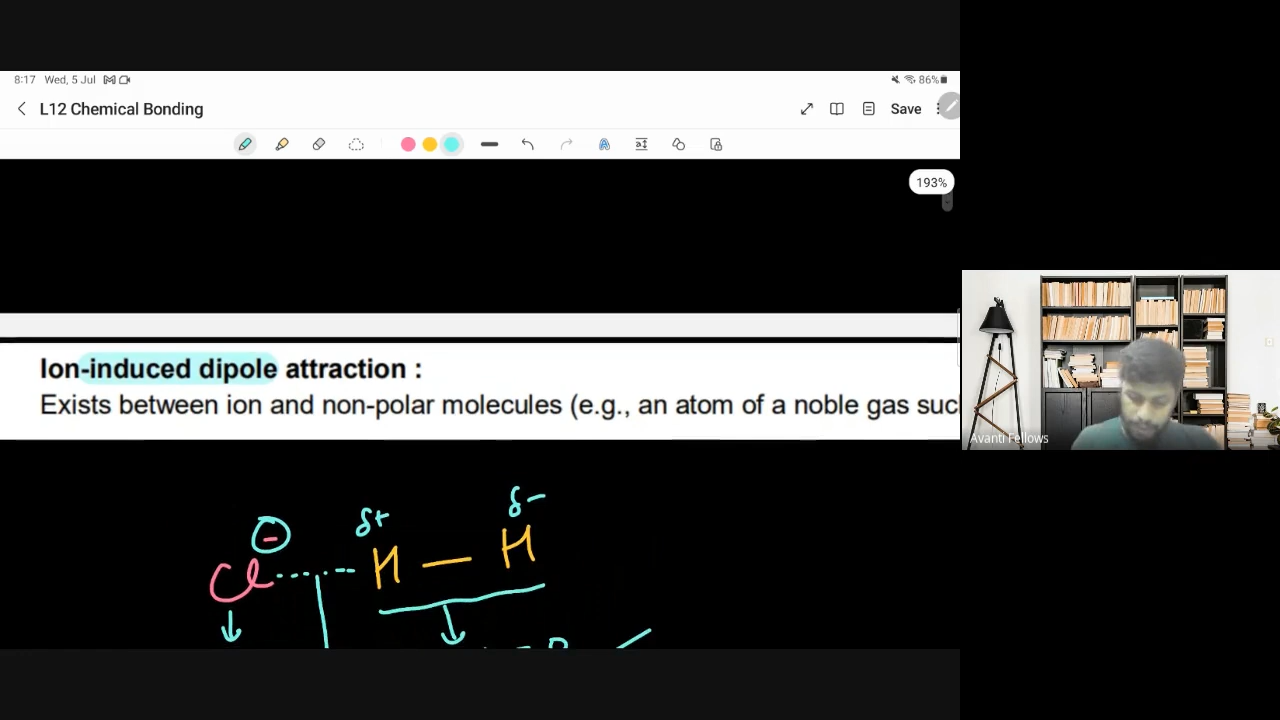 8:17 Wed, 5 Jul 86%
L12 Chemical Bonding Save
193%
Ion-induced dipole attraction :
Exists between ion and non-polar molecules (e.g., an atom of a noble gas suc
Avanti Fellows
δ+ δ-
Cl - H — H